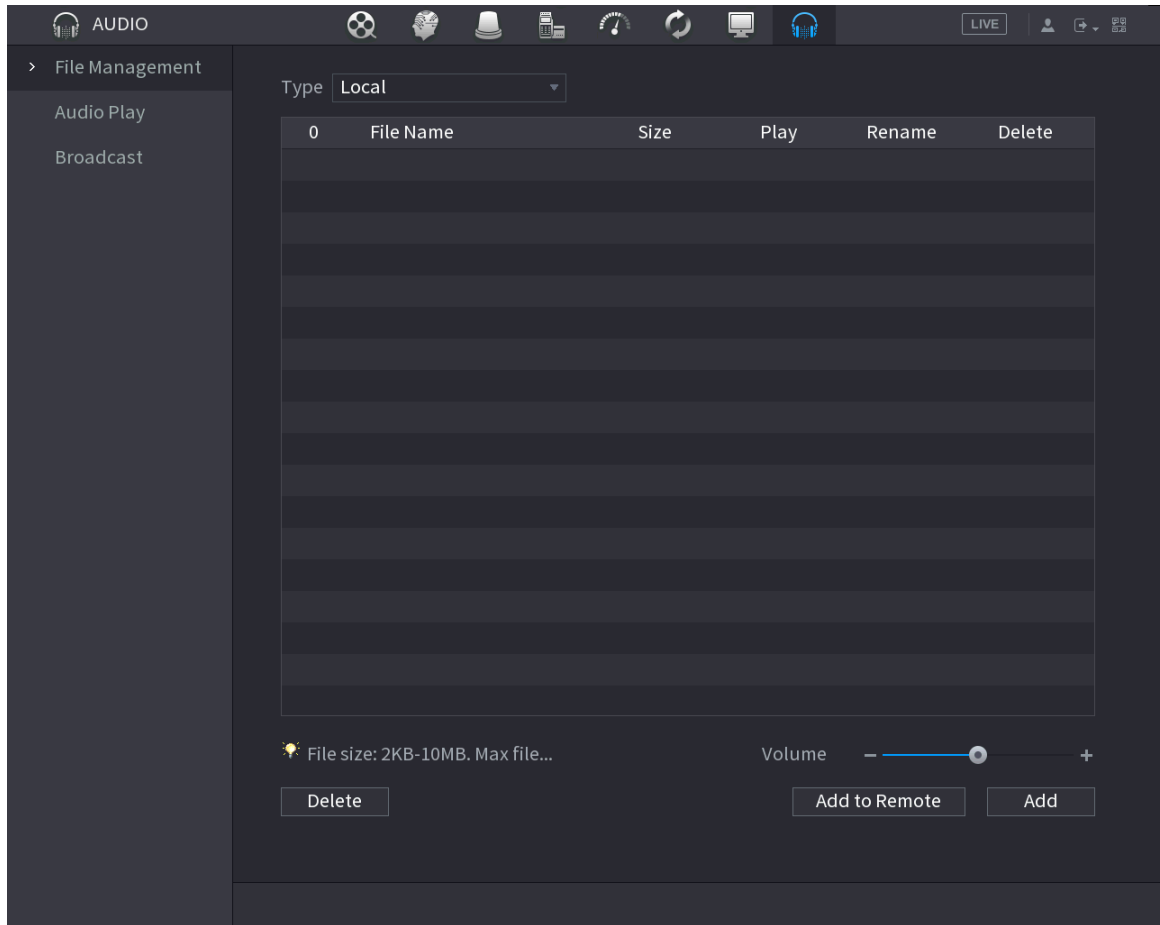 AUDIO
LIVE
File Management
Audio Play
Broadcast
Type Local
0 File Name Size Play Rename Delete
File size: 2KB-10MB. Max file...
Volume
Delete
Add to Remote
Add